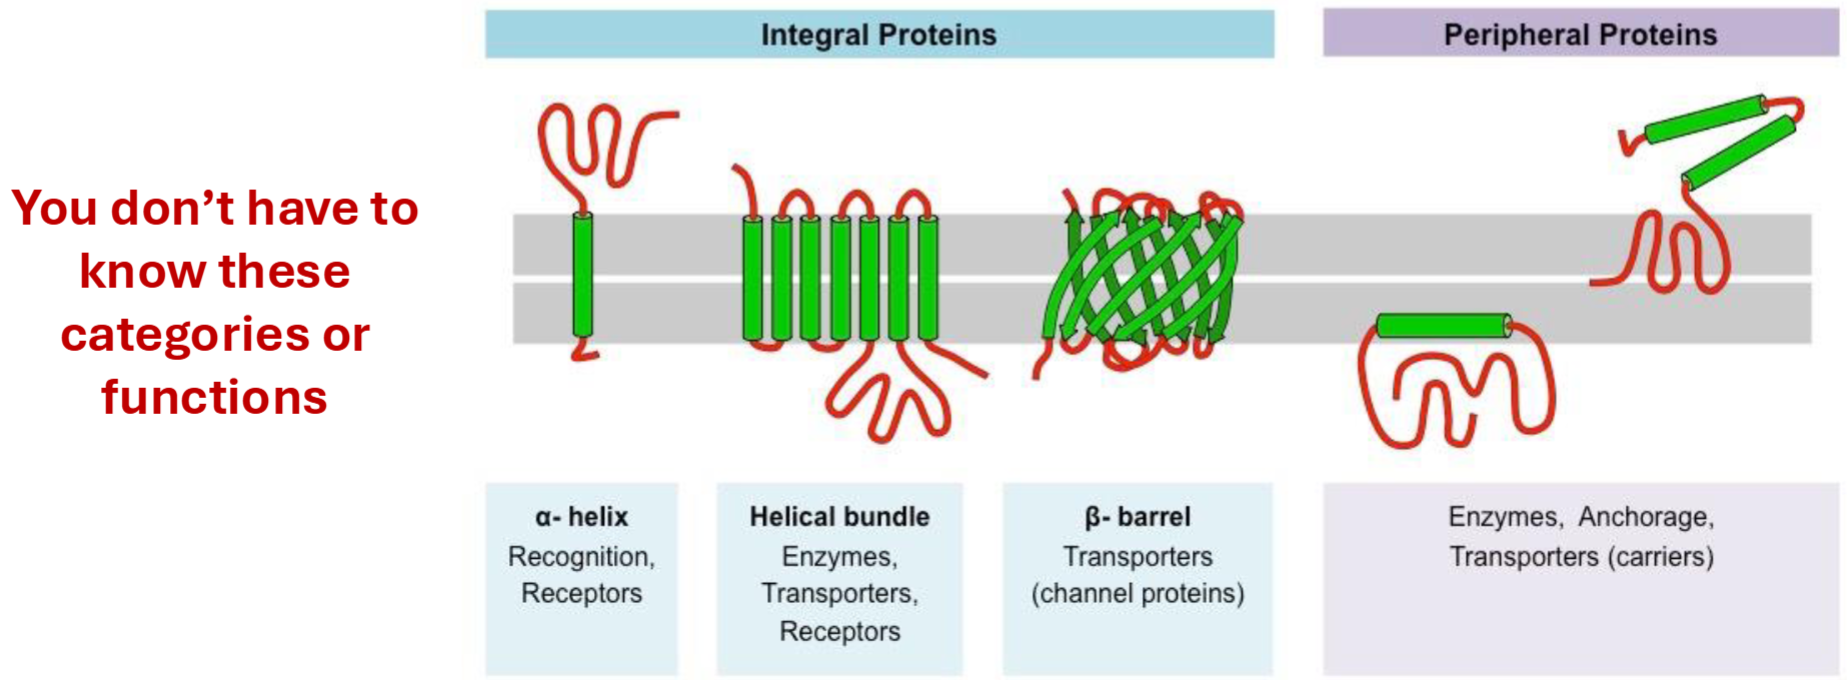 You don’t have to
know these
categories or
functions
Integral Proteins
Peripheral Proteins
α- helix
Recognition,
Receptors
Helical bundle
Enzymes,
Transporters,
Receptors
β- barrel
Transporters
(channel proteins)
Enzymes,  Anchorage,
Transporters (carriers)